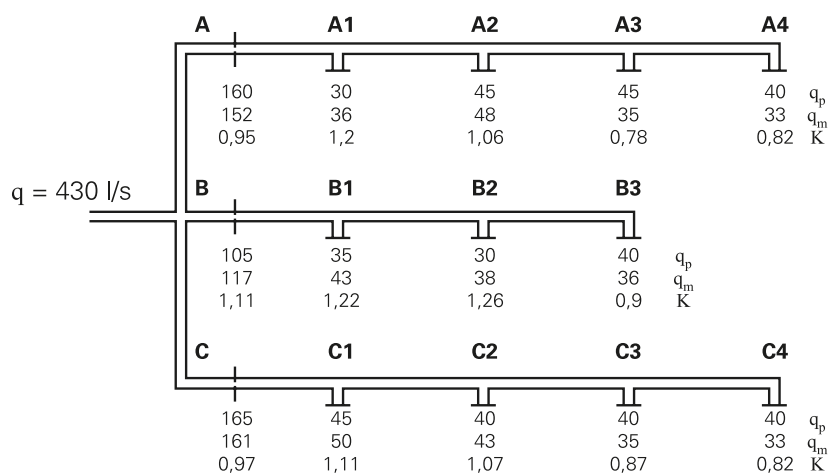 A A1 A2 A3 A4
160 30 45 45 40 qp
152 36 48 35 33 qm
0,95 1,2 1,06 0,78 0,82 K
q = 430 l/s
B B1 B2 B3
105 35 30 40 qp
117 43 38 36 qm
1,11 1,22 1,26 0,9 K
C C1 C2 C3 C4
165 45 40 40 40 qp
161 50 43 35 33 qm
0,97 1,11 1,07 0,87 0,82 K